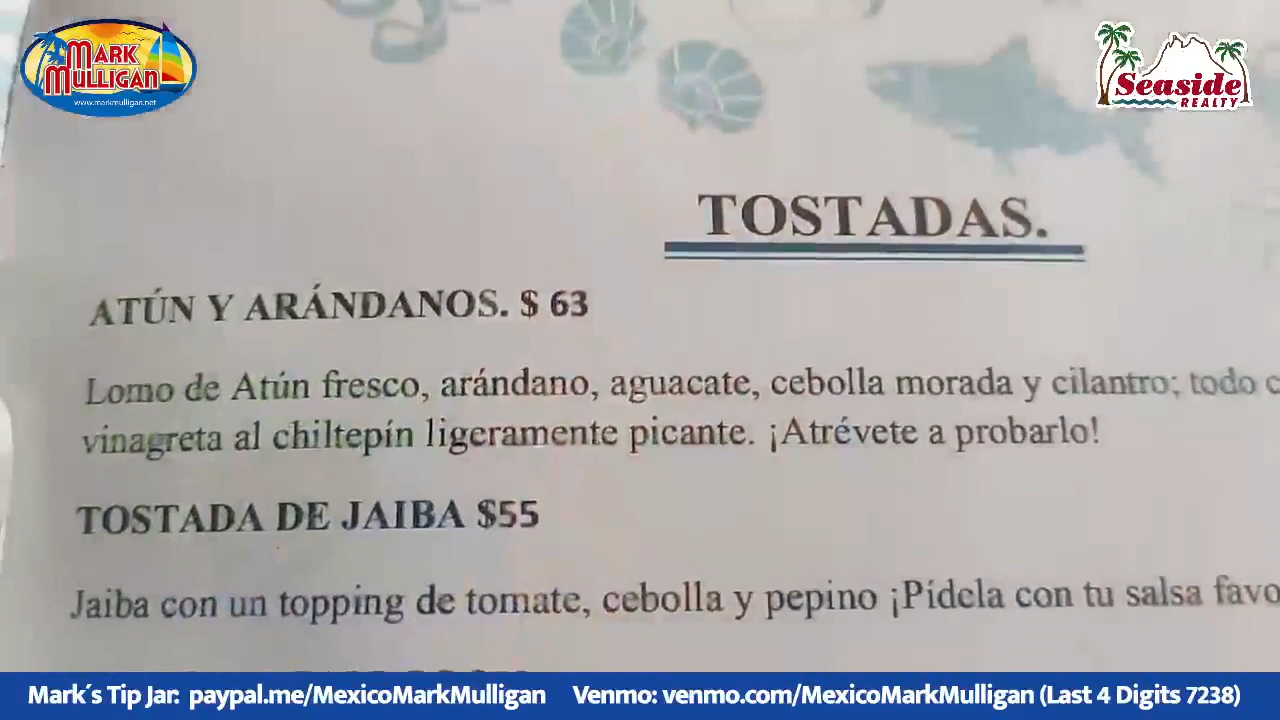 MARK
MULLIGAN
www.markmulligan.net
Seaside
REALTY
TOSTADAS.
ATÚN Y ARÁNDANOS. $ 63
Lomo de Atún fresco, arándano, aguacate, cebolla morada y cilantro; todo
vinagreta al chiltepín ligeramente picante. ¡Atrévete a probarlo!
TOSTADA DE JAIBA $55
Jaiba con un topping de tomate, cebolla y pepino ¡Pídela con tu salsa favo
Mark´s Tip Jar: paypal.me/MexicoMarkMulligan Venmo: venmo.com/MexicoMarkMulligan (Last 4 Digits 7238)